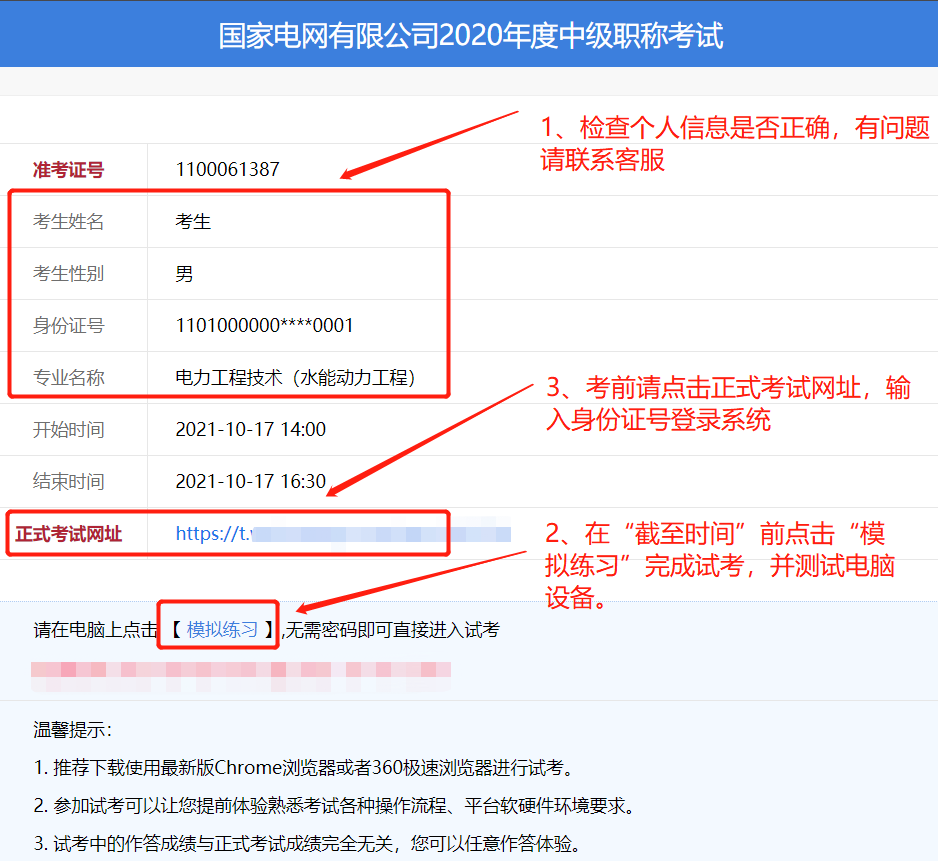 国家电网有限公司2020年度中级职称考试
1、检查个人信息是否正确，有问题
请联系客服
准考证号 1100061387
考生姓名 考生
考生性别 男
身份证号 1101000000****0001
专业名称 电力工程技术（水能动力工程）
3、考前请点击正式考试网址，输
入身份证号登录系统
开始时间 2021-10-17 14:00
结束时间 2021-10-17 16:30
正式考试网址 https://t.
2、在“截至时间”前点击“模
拟练习”完成试考，并测试电脑
设备。
请在电脑上点击【 模拟练习 】,无需密码即可直接进入试考
温馨提示：
1. 推荐下载使用最新版Chrome浏览器或者360极速浏览器进行试考。
2. 参加试考可以让您提前体验熟悉考试各种操作流程、平台软硬件环境要求。
3. 试考中的作答成绩与正式考试成绩完全无关，您可以任意作答体验。